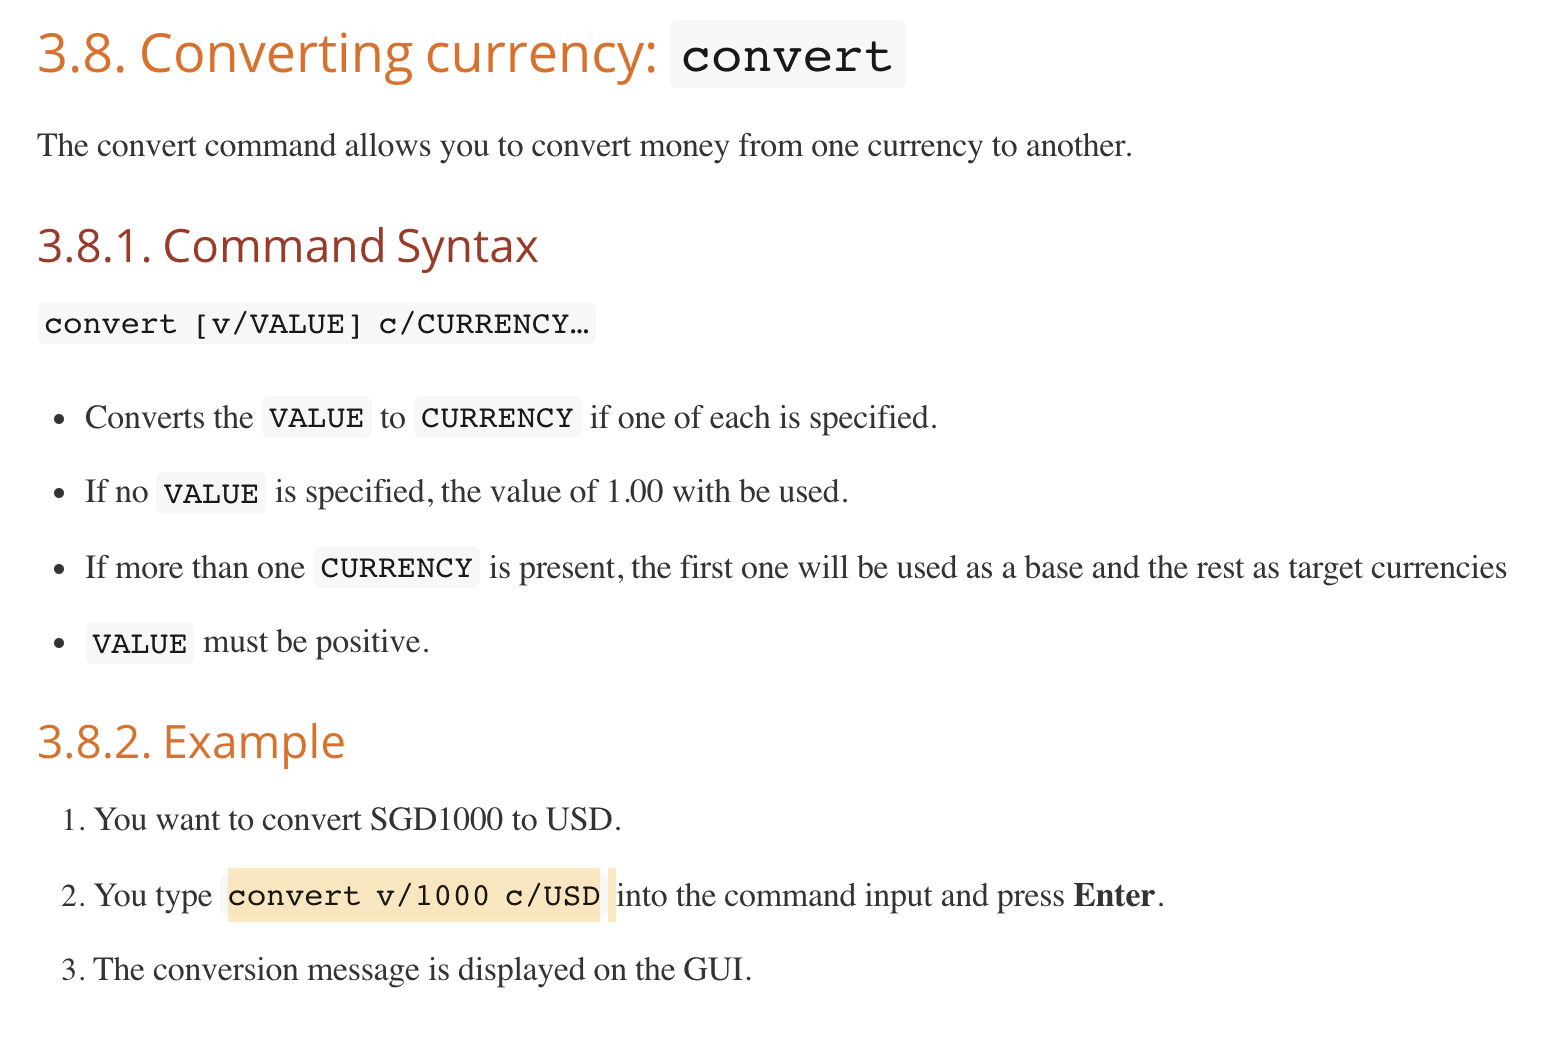 3.8. Converting currency: convert
The convert command allows you to convert money from one currency to another.
3.8.1. Command Syntax
convert [v/VALUE] c/CURRENCY…
• Converts the VALUE to CURRENCY if one of each is specified.
• If no VALUE is specified, the value of 1.00 with be used.
• If more than one CURRENCY is present, the first one will be used as a base and the rest as target currencies
• VALUE must be positive.
3.8.2. Example
1. You want to convert SGD1000 to USD.
2. You type convert v/1000 c/USD into the command input and press Enter.
3. The conversion message is displayed on the GUI.